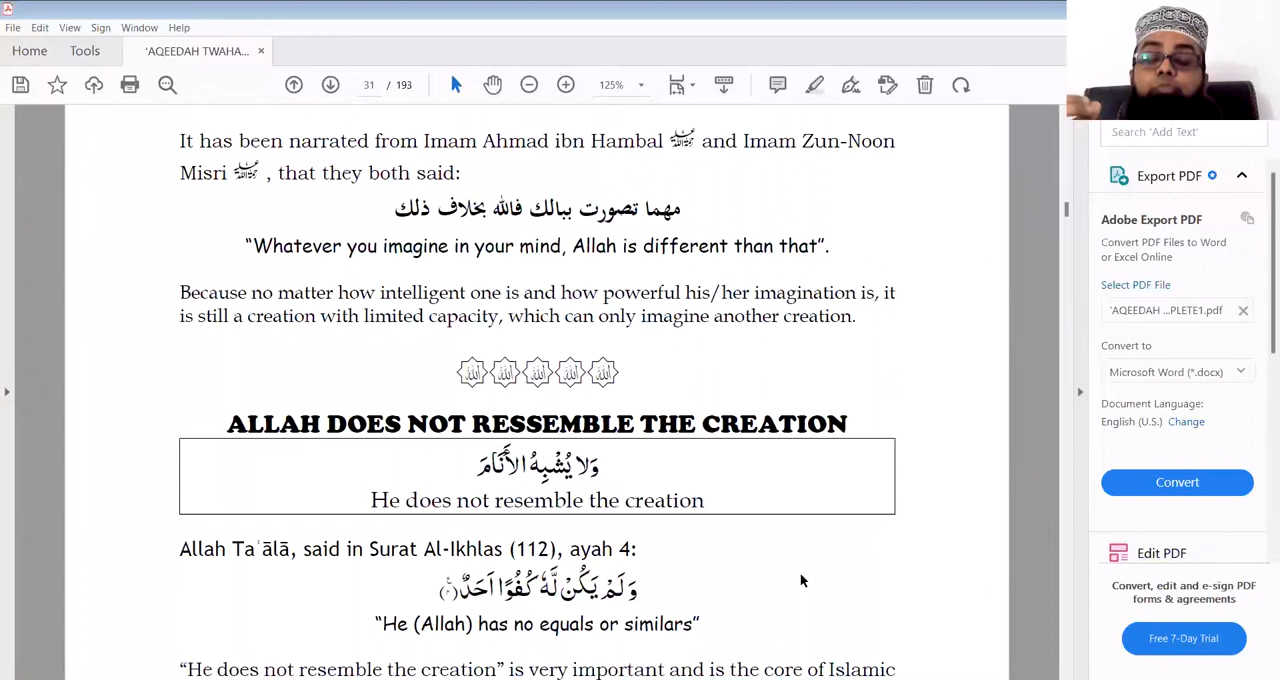 File Edit View Sign Window Help
Home Tools 'AQEEDAH TWAHA... ×
31 / 193 125%
Search 'Add Text'
It has been narrated from Imam Ahmad ibn Hambal and Imam Zun-Noon
Misri , that they both said:
مهما تصورت ببالك فالله بخلاف ذلك
“Whatever you imagine in your mind, Allah is different than that”.
Because no matter how intelligent one is and how powerful his/her imagination is, it
is still a creation with limited capacity, which can only imagine another creation.
ALLAH DOES NOT RESSEMBLE THE CREATION
وَلا يُشْبِهُ الأَنَامَ
He does not resemble the creation
Allah Taʿālā, said in Surat Al-Ikhlas (112), ayah 4:
وَلَمْ يَكُنْ لَّهٗ كُفُوًا اَحَدٌ
“He (Allah) has no equals or similars”
“He does not resemble the creation” is very important and is the core of Islamic
Export PDF
Adobe Export PDF
Convert PDF Files to Word
or Excel Online
Select PDF File
'AQEEDAH ...PLETE1.pdf
Convert to
Microsoft Word (*.docx)
Document Language:
English (U.S.) Change
Convert
Edit PDF
Convert, edit and e-sign PDF
forms & agreements
Free 7-Day Trial